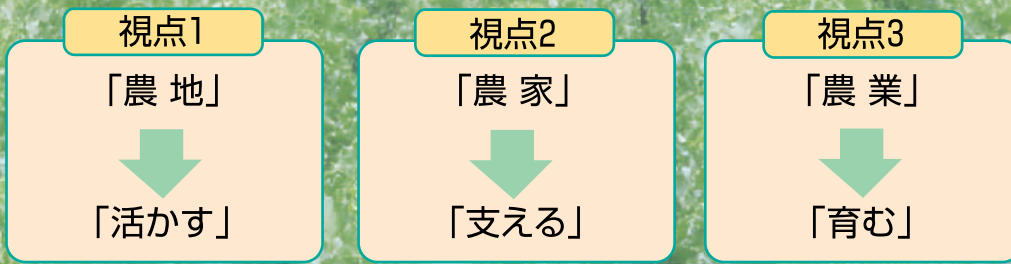 視点1
「農 地」
「活かす」
視点2
「農 家」
「支える」
視点3
「農 業」
「育む」